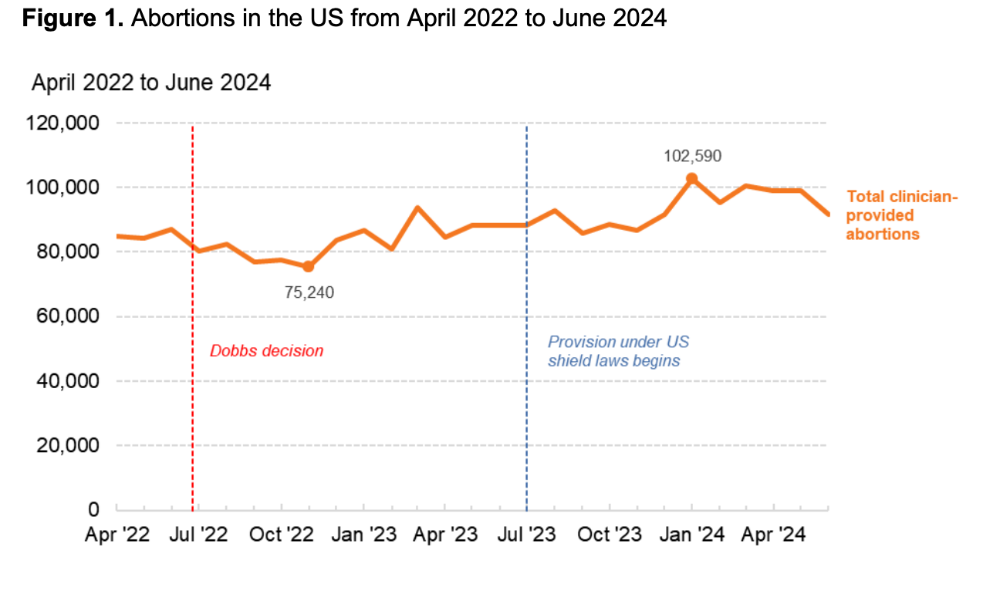 Figure 1. Abortions in the US from April 2022 to June 2024
April 2022 to June 2024
120,000
100,000
80,000
60,000
40,000
20,000
0
102,590
75,240
Total clinician-
provided
abortions
Dobbs decision
Provision under US
shield laws begins
Apr '22 Jul '22 Oct '22 Jan '23 Apr '23 Jul '23 Oct '23 Jan '24 Apr '24